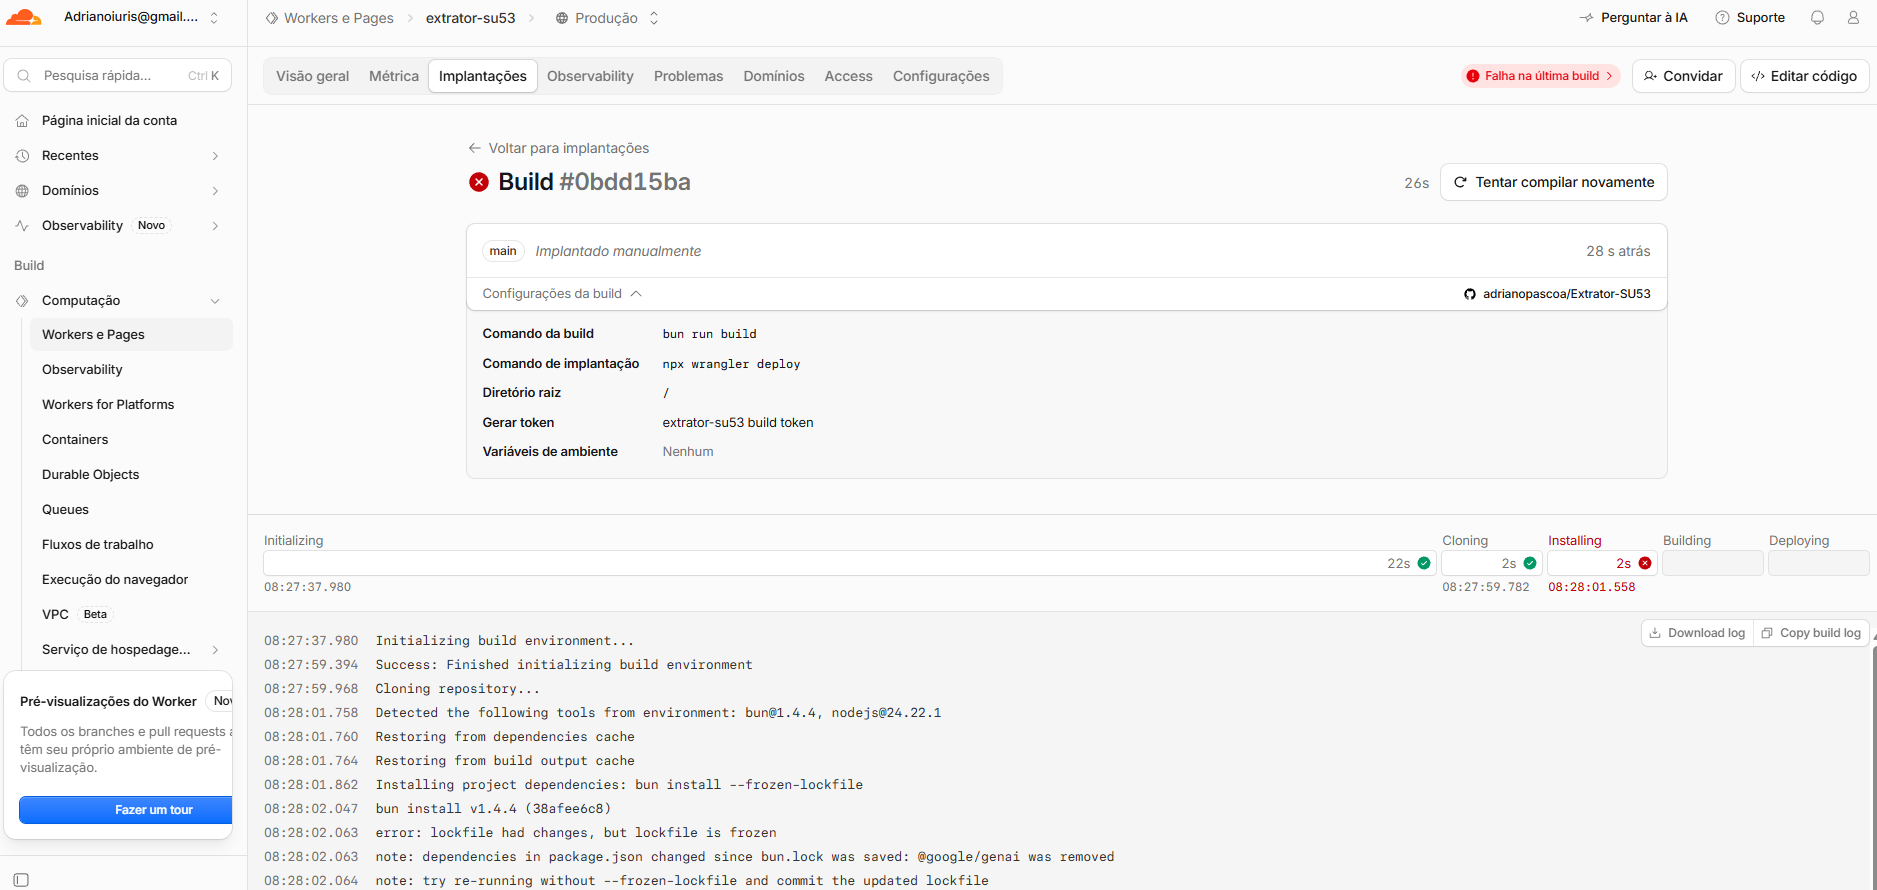 Adrianoiuris@gmail....
Workers e Pages
extrator-su53
Produção
Perguntar à IA
Suporte
Pesquisa rápida...
Ctrl K
Visão geral
Métrica
Implantações
Observability
Problemas
Domínios
Access
Configurações
Falha na última build
Convidar
Editar código
Página inicial da conta
Recentes
Domínios
Observability
Novo
Build
Computação
Workers e Pages
Observability
Workers for Platforms
Containers
Durable Objects
Queues
Fluxos de trabalho
Execução do navegador
VPC
Beta
Serviço de hospedage...
Pré-visualizações do Worker
Nov
Todos os branches e pull requests a
têm seu próprio ambiente de pré-
visualização.
Fazer um tour
Voltar para implantações
Build #0bdd15ba
26s
Tentar compilar novamente
main
Implantado manualmente
28 s atrás
Configurações da build
adrianopascoa/Extrator-SU53
Comando da build
bun run build
Comando de implantação
npx wrangler deploy
Diretório raiz
/
Gerar token
extrator-su53 build token
Variáveis de ambiente
Nenhum
Initializing
22s
08:27:37.980
Cloning
2s
08:27:59.782
Installing
2s
08:28:01.558
Building
Deploying
Download log
Copy build log
08:27:37.980 Initializing build environment...
08:27:59.394 Success: Finished initializing build environment
08:27:59.968 Cloning repository...
08:28:01.758 Detected the following tools from environment: bun@1.4.4, nodejs@24.22.1
08:28:01.760 Restoring from dependencies cache
08:28:01.764 Restoring from build output cache
08:28:01.862 Installing project dependencies: bun install --frozen-lockfile
08:28:02.047 bun install v1.4.4 (38afee6c8)
08:28:02.063 error: lockfile had changes, but lockfile is frozen
08:28:02.063 note: dependencies in package.json changed since bun.lock was saved: @google/genai was removed
08:28:02.064 note: try re-running without --frozen-lockfile and commit the updated lockfile